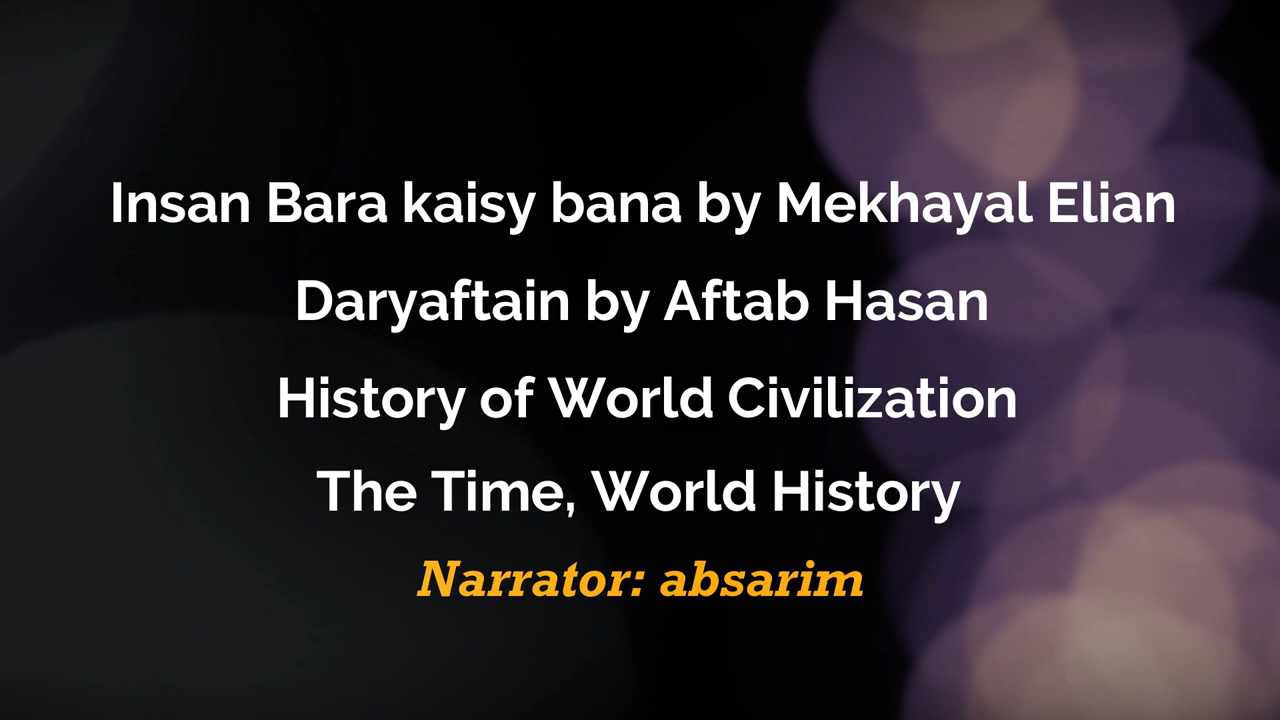 Insan Bara kaisy bana by Mekhayal Elian
Daryaftain by Aftab Hasan
History of World Civilization
The Time, World History
Narrator: absarim